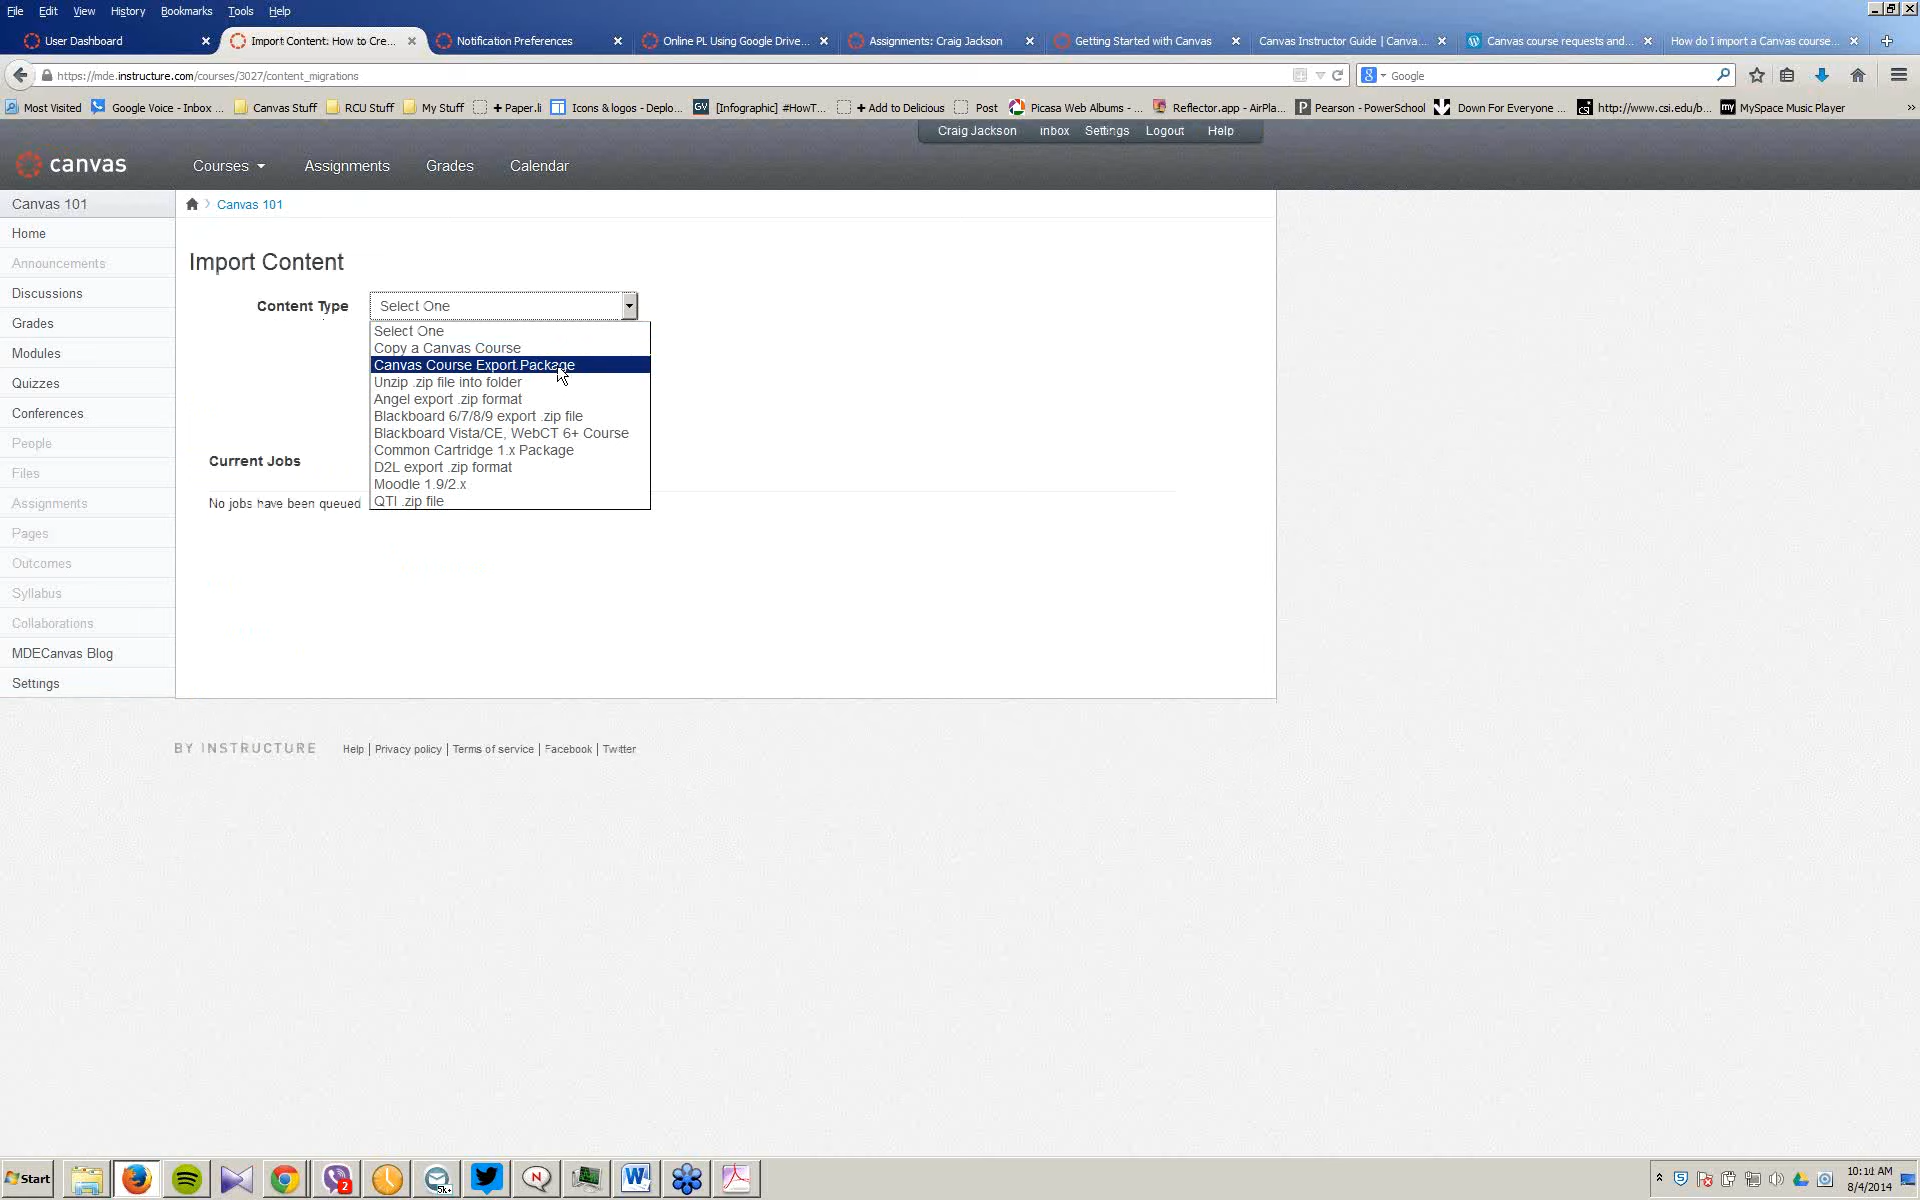 File Edit View History Bookmarks Tools Help
User Dashboard
Import Content: How to Cre...
Notification Preferences
Online PL Using Google Drive...
Assignments: Craig Jackson
Getting Started with Canvas
Canvas Instructor Guide | Canva...
Canvas course requests and...
How do I import a Canvas course...
https://mde.instructure.com/courses/3027/content_migrations
Google
Most Visited Google Voice - Inbox ... Canvas Stuff RCU Stuff My Stuff + Paper.li Icons & logos - Deplo... [Infographic] #HowT... + Add to Delicious Post Picasa Web Albums - ... Reflector.app - AirPla... Pearson - PowerSchool Down For Everyone ... http://www.csi.edu/b... MySpace Music Player
Craig Jackson Inbox Settings Logout Help
canvas Courses Assignments Grades Calendar
Canvas 101
Home
Announcements
Discussions
Grades
Modules
Quizzes
Conferences
People
Files
Assignments
Pages
Outcomes
Syllabus
Collaborations
MDECanvas Blog
Settings
Canvas 101
Import Content
Content Type Select One
Select One
Copy a Canvas Course
Canvas Course Export Package
Unzip .zip file into folder
Angel export .zip format
Blackboard 6/7/8/9 export .zip file
Blackboard Vista/CE, WebCT 6+ Course
Common Cartridge 1.x Package
D2L export .zip format
Moodle 1.9/2.x
QTI .zip file
Current Jobs
No jobs have been queued
BY INSTRUCTURE Help | Privacy policy | Terms of service | Facebook | Twitter
Start
2
5k+
10:10 AM
8/4/2014